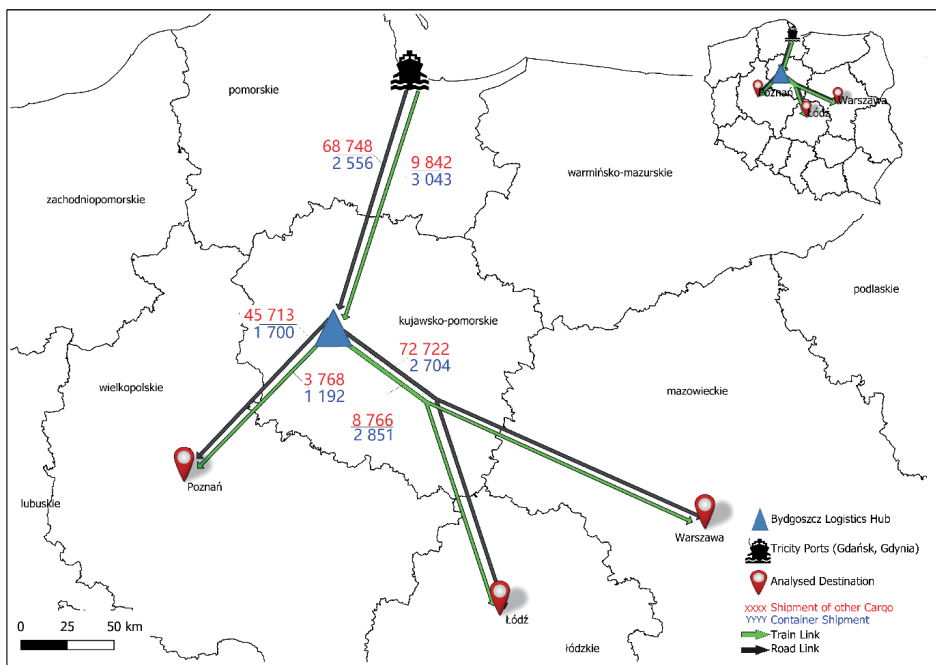 pomorskie
Poznań
Warszawa
Łódź
68 748
2 556
9 842
3 043
warmińsko-mazurskie
zachodniopomorskie
podlaskie
45 713
1 700
kujawsko-pomorskie
72 722
2 704
wielkopolskie
3 768
1 192
mazowieckie
8 766
2 851
Poznań
lubuskie
Warszawa
Łódź
łódzkie
Bydgoszcz Logistics Hub
Tricity Ports (Gdańsk, Gdynia)
Analysed Destination
xxxx Shipment of other Cargo
YYYY Container Shipment
Train Link
Road Link
0 25 50 km